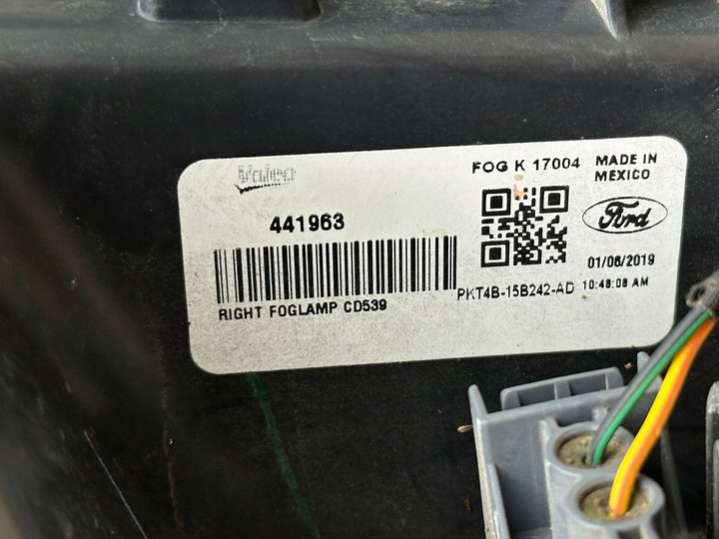 Valeo
FOG K 17004
MADE IN
MEXICO
441963
Ford
01/06/2019
PKT4B-15B242-AD
10:48:08 AM
RIGHT FOGLAMP CD539